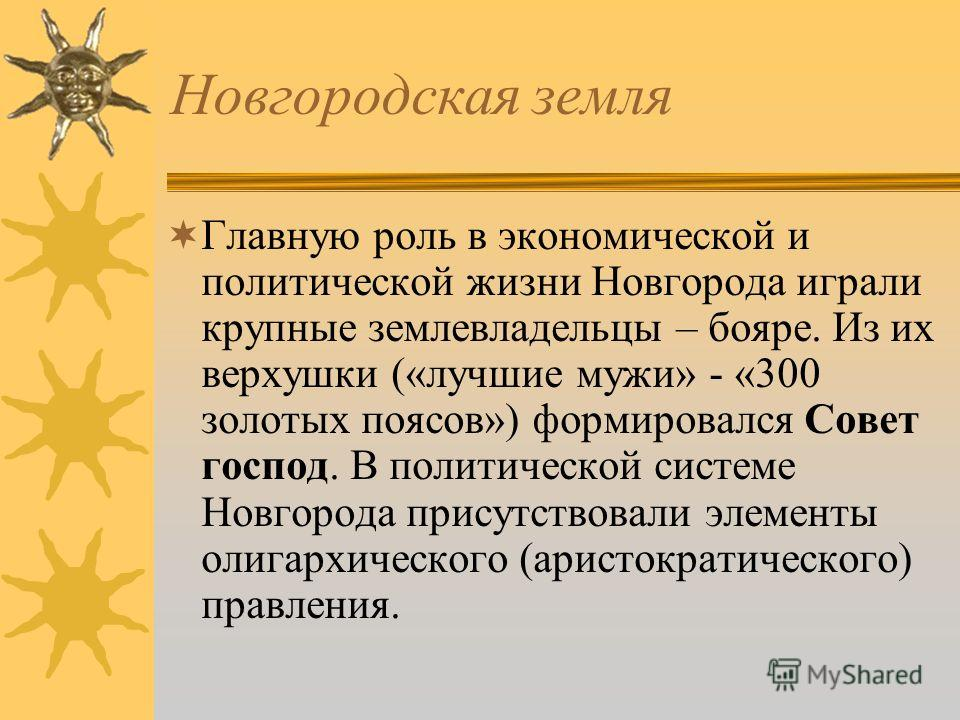 Новгородская земля
Главную роль в экономической и
политической жизни Новгорода играли
крупные землевладельцы – бояре. Из их
верхушки («лучшие мужи» - «300
золотых поясов») формировался Совет
господ. В политической системе
Новгорода присутствовали элементы
олигархического (аристократического)
правления.
MyShared